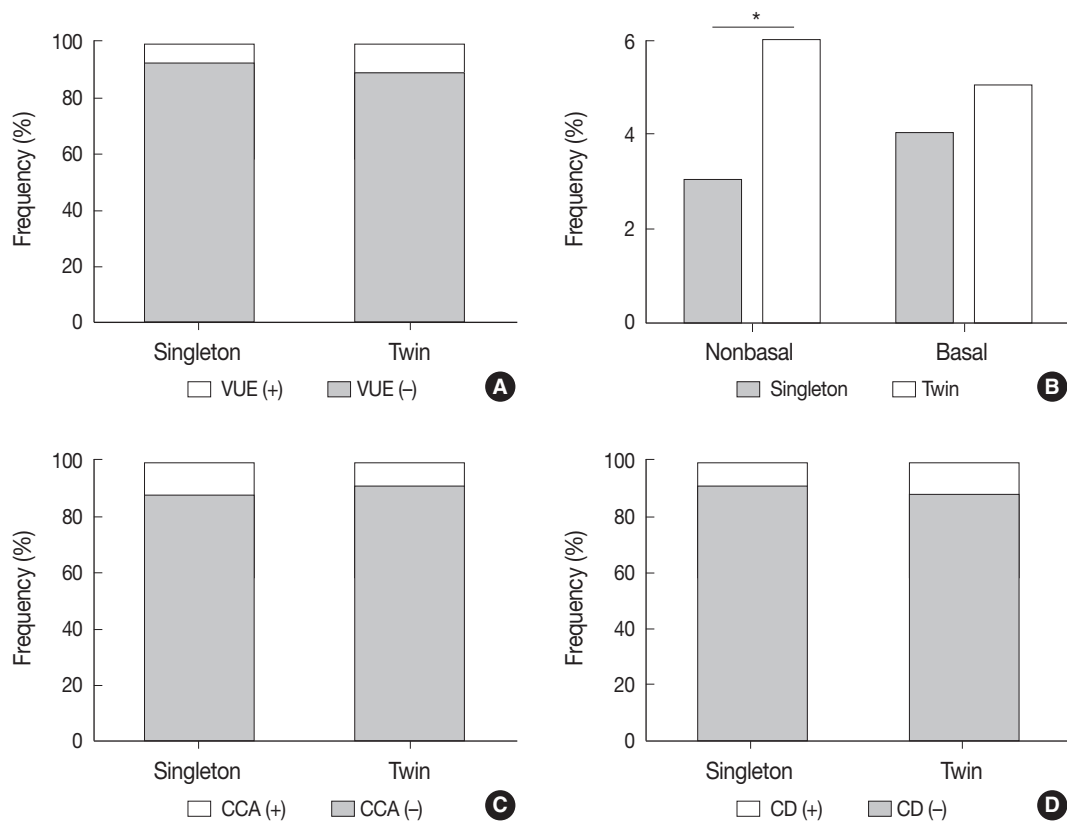 100
80
60
40
20
0
Frequency (%)
Singleton Twin
VUE (+) VUE (–)
A
*
6
4
2
0
Frequency (%)
Nonbasal Basal
Singleton Twin
B
100
80
60
40
20
0
Frequency (%)
Singleton Twin
CCA (+) CCA (–)
C
100
80
60
40
20
0
Frequency (%)
Singleton Twin
CD (+) CD (–)
D